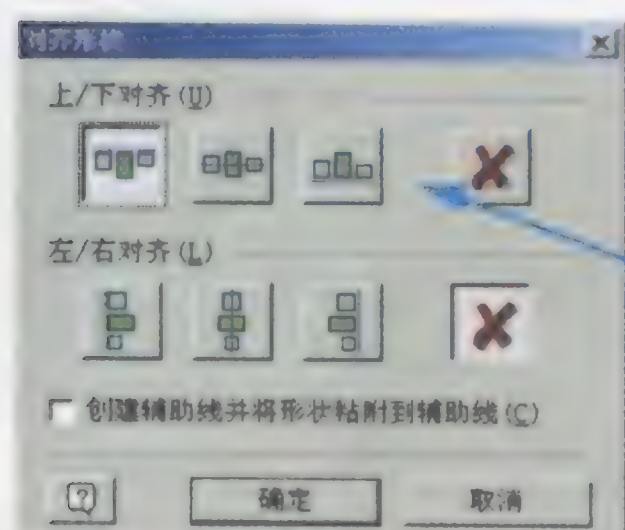 对齐形状
上/下对齐(U)
左/右对齐(L)
创建辅助线并将形状粘附到辅助线(C)
确定
取消